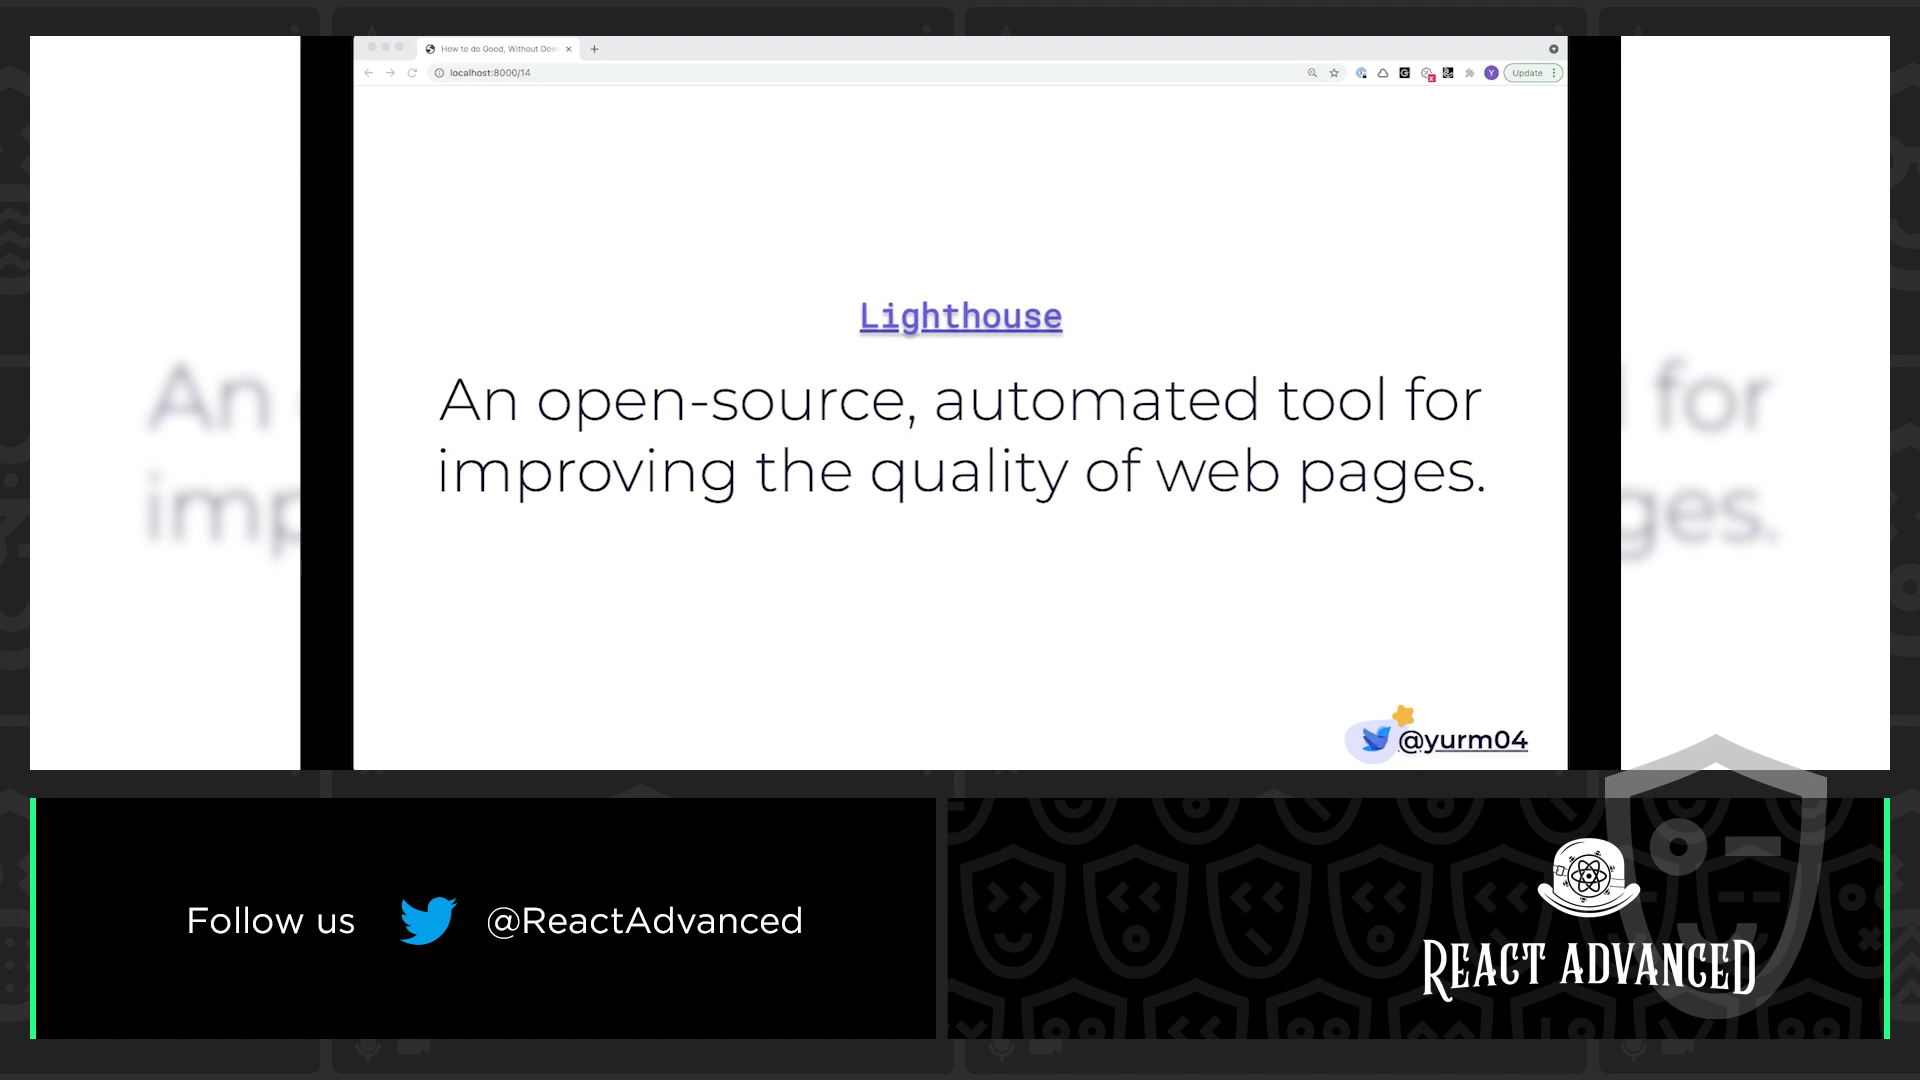 How to do Good, Without Doin
localhost:8000/14
Update
Lighthouse
An open-source, automated tool for
improving the quality of web pages.
@yurm04
Follow us @ReactAdvanced
REACT ADVANCED